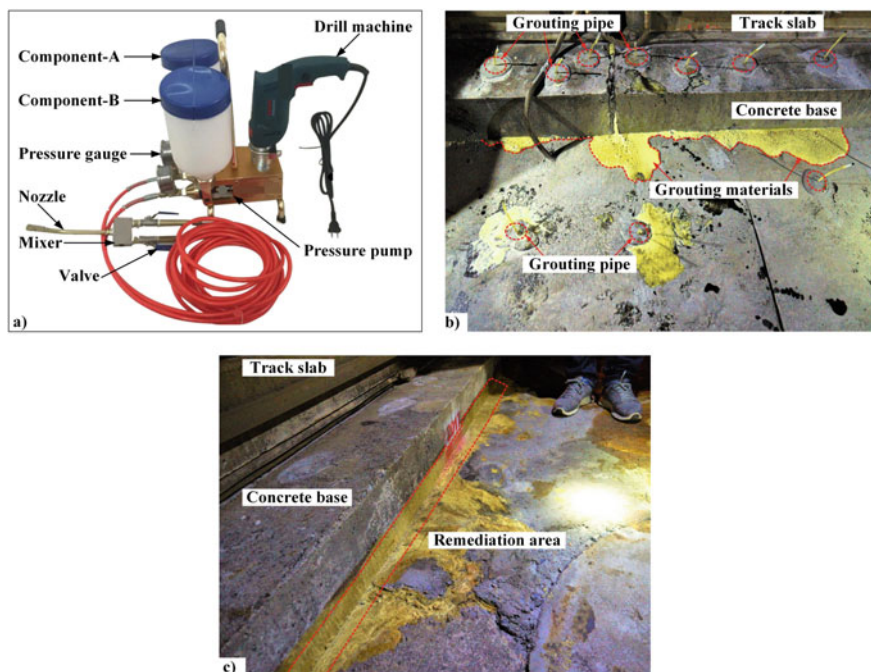 Component-A
Drill machine
Component-B
Pressure gauge
Nozzle
Mixer
Pressure pump
Valve
a)
Grouting pipe
Track slab
Concrete base
Grouting materials
Grouting pipe
b)
Track slab
Concrete base
Remediation area
c)